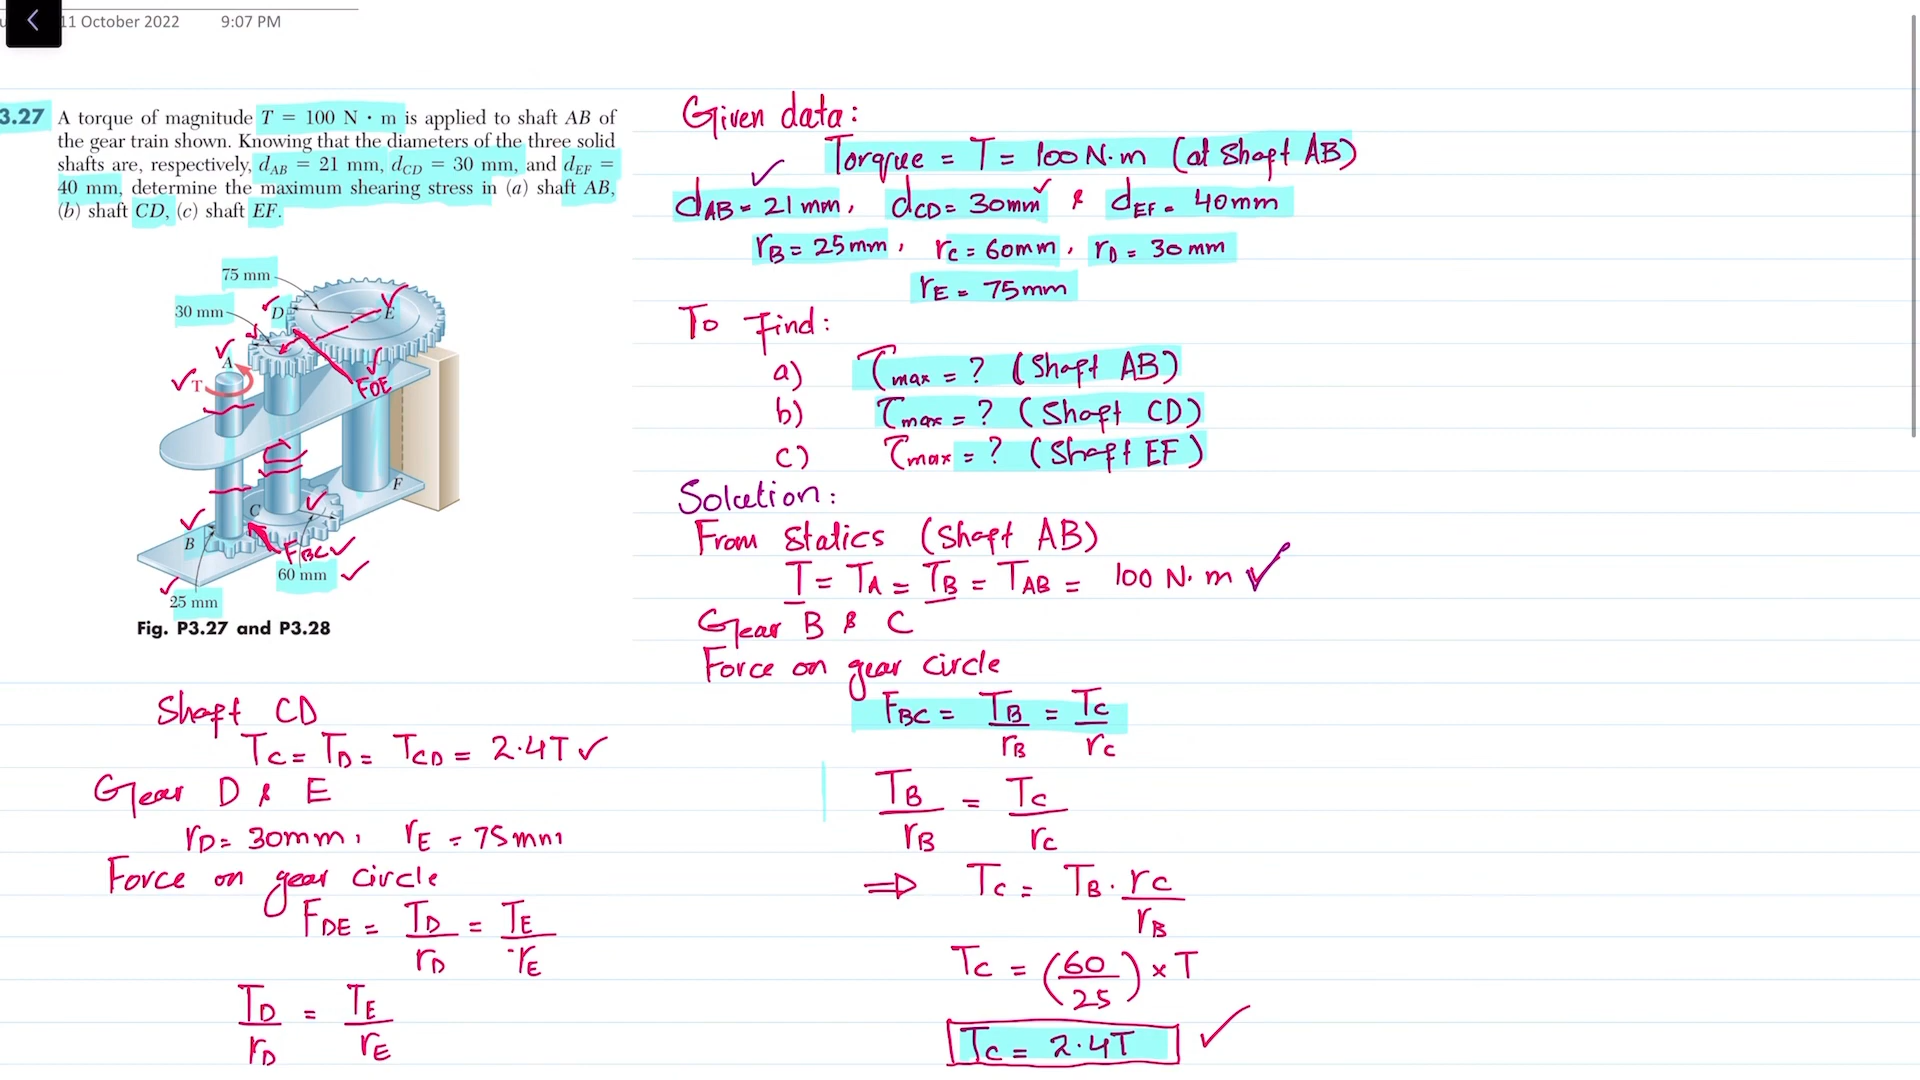 11 October 2022 9:07 PM
3.27 A torque of magnitude T = 100 N · m is applied to shaft AB of
the gear train shown. Knowing that the diameters of the three solid
shafts are, respectively, dAB = 21 mm, dCD = 30 mm, and dEF =
40 mm, determine the maximum shearing stress in (a) shaft AB,
(b) shaft CD, (c) shaft EF.
75 mm
30 mm
D
E
A
T
FDE
F
C
B
FBC
60 mm
25 mm
Fig. P3.27 and P3.28
Shaft CD
TC = TD = TCD = 2.4T ✓
Gear D & E
rD = 30mm, rE = 75mm
Force on gear circle
FDE = TD/rD = TE/rE
TD/rD = TE/rE
Given data:
Torque = T = 100 N·m (at Shaft AB)
dAB = 21 mm, dCD = 30mm & dEF = 40mm
rB = 25mm, rC = 60mm, rD = 30mm
rE = 75mm
To Find:
a) τmax = ? (Shaft AB)
b) τmax = ? (Shaft CD)
c) τmax = ? (Shaft EF)
Solution:
From statics (Shaft AB)
T = TA = TB = TAB = 100 N·m ✓
Gear B & C
Force on gear circle
FBC = TB/rB = TC/rC
TB/rB = TC/rC
⇒ TC = TB · rC/rB
TC = (60/25) × T
TC = 2.4T ✓